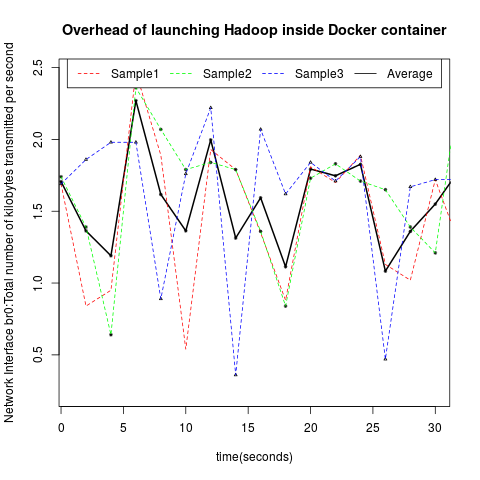 Overhead of launching Hadoop inside Docker container
Network Interface br0:Total number of kilobytes transmitted per second
Sample1 Sample2 Sample3 Average
2.5
2.0
1.5
1.0
0.5
0 5 10 15 20 25 30
time(seconds)